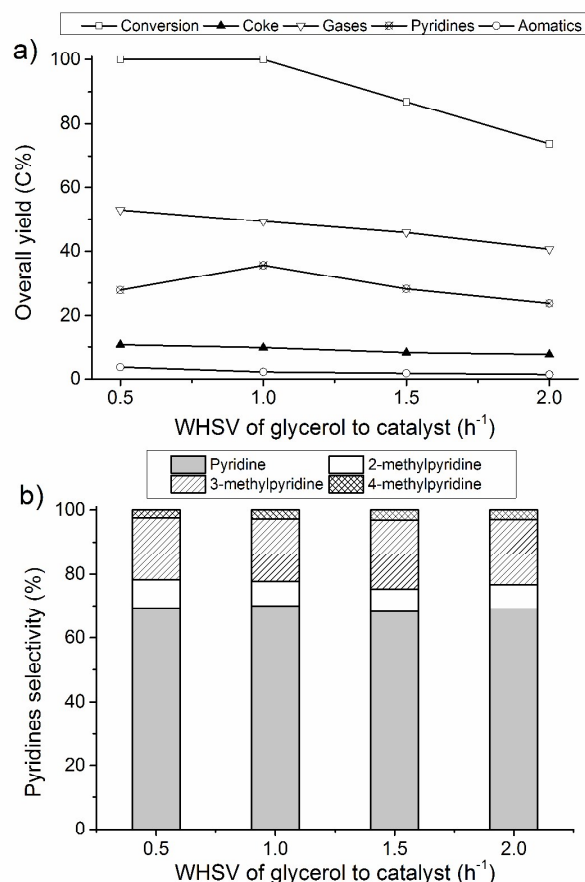 Conversion Coke Gases Pyridines Aomatics
a)
100
80
60
40
20
0
Overall yield (C%)
0.5 1.0 1.5 2.0
WHSV of glycerol to catalyst (h⁻¹)
Pyridine 2-methylpyridine
3-methylpyridine 4-methylpyridine
b)
100
80
60
40
20
0
Pyridines selectivity (%)
0.5 1.0 1.5 2.0
WHSV of glycerol to catalyst (h⁻¹)